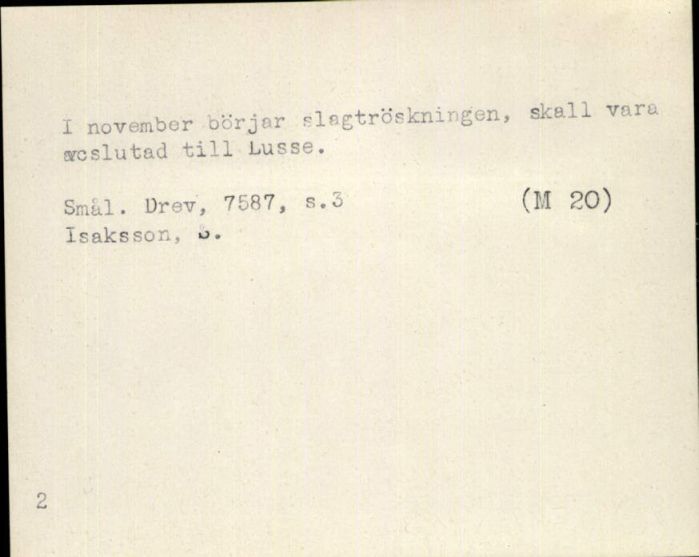 I november börjar slagtröskningen, skall vara
avslutad till Lusse.
Smål. Drev, 7587, s.3 (M 20)
Isaksson,
2